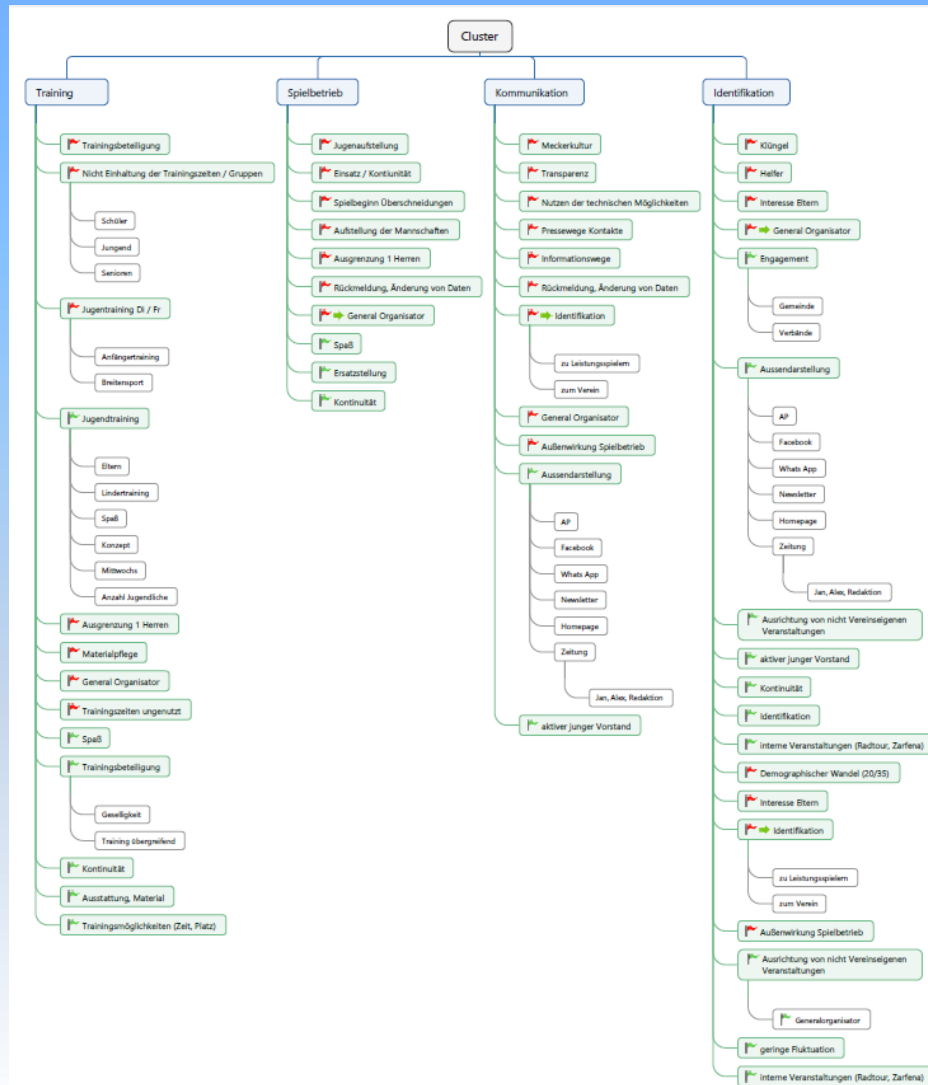 Cluster
Training
Trainingsbeteiligung
Nicht Einhaltung der Trainingszeiten / Gruppen
Schüler
Jungend
Senioren
Jugentraining Di / Fr
Anfängertraining
Breitensport
Jugendtraining
Eltern
Lindertraining
Spaß
Konzept
Mittwochs
Anzahl Jugendliche
Ausgrenzung 1 Herren
Materialpflege
General Organisator
Trainingszeiten ungenutzt
Spaß
Trainingsbeteiligung
Geselligkeit
Training übergreifend
Kontinuität
Ausstattung, Material
Trainingsmöglichkeiten (Zeit, Platz)
Spielbetrieb
Jugenaufstellung
Einsatz / Kontiunität
Spielbeginn Überschneidungen
Aufstellung der Mannschaften
Ausgrenzung 1 Herren
Rückmeldung, Änderung von Daten
General Organisator
Spaß
Ersatzstellung
Kontinuität
Kommunikation
Meckerkultur
Transparenz
Nutzen der technischen Möglichkeiten
Pressewege Kontakte
Informationswege
Rückmeldung, Änderung von Daten
Identifikation
zu Leistungsspielern
zum Verein
General Organisator
Außenwirkung Spielbetrieb
Aussendarstellung
AP
Facebook
Whats App
Newsletter
Homepage
Zeitung
Jan, Alex, Redaktion
aktiver junger Vorstand
Identifikation
Klüngel
Helfer
Interesse Eltern
General Organisator
Engagement
Gemeinde
Verbände
Aussendarstellung
AP
Facebook
Whats App
Newsletter
Homepage
Zeitung
Jan, Alex, Redaktion
Ausrichtung von nicht Vereinseigenen
Veranstaltungen
aktiver junger Vorstand
Kontinuität
Identifikation
interne Veranstaltungen (Radtour, Zarfena)
Demographischer Wandel (20/35)
Interesse Eltern
Identifikation
zu Leistungsspielern
zum Verein
Außenwirkung Spielbetrieb
Ausrichtung von nicht Vereinseigenen
Veranstaltungen
Generalorganisator
geringe Fluktuation
interne Veranstaltungen (Radtour, Zarfena)